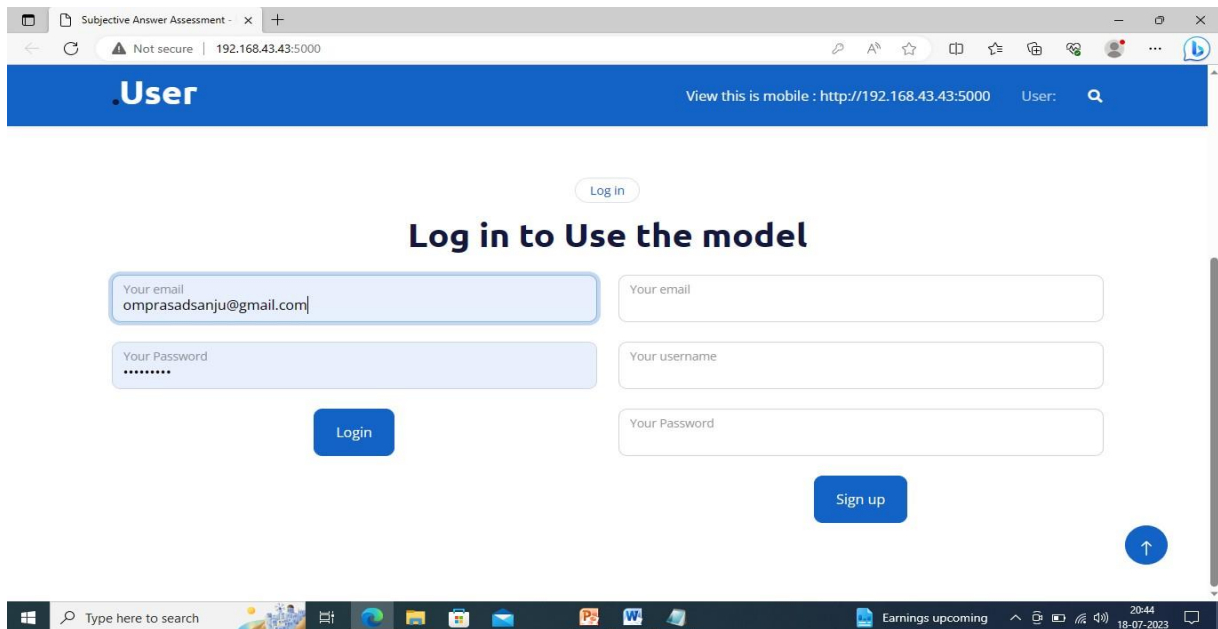 Subjective Answer Assessment -
Not secure | 192.168.43.43:5000
.User
View this is mobile : http://192.168.43.43:5000 User:
Log in
Log in to Use the model
Your email
omprasadsanju@gmail.com
Your Password
•••••••••
Login
Your email
Your username
Your Password
Sign up
Type here to search
Earnings upcoming
20:44
18-07-2023